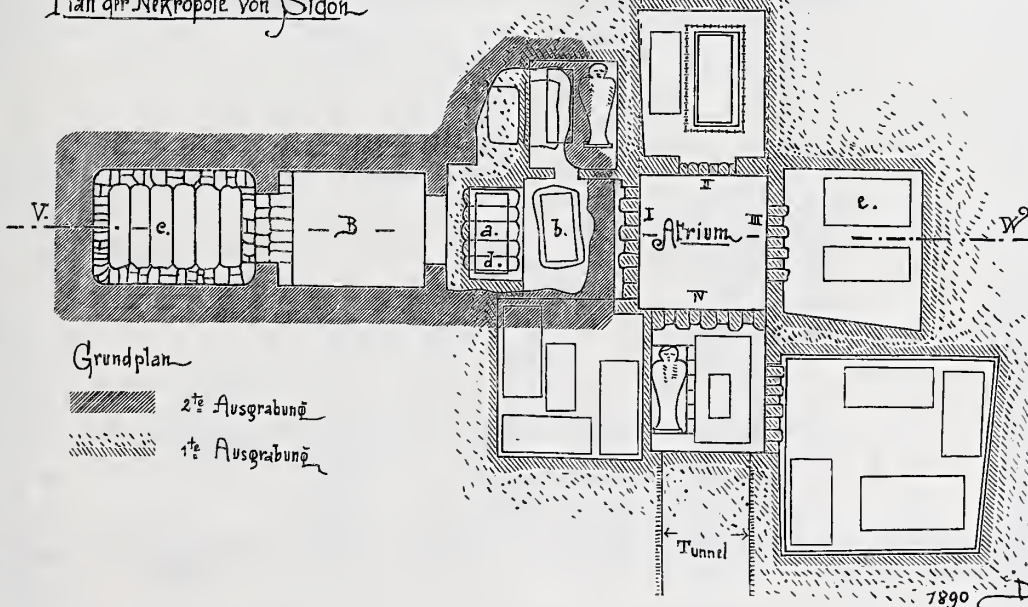 Plan der Nekropole von Sidon
V.
e.
B
a.
d.
b.
I
II
III
IV
Atrium
e.
W
Grundplan
2te Ausgrabung
1te Ausgrabung
Tunnel
1890